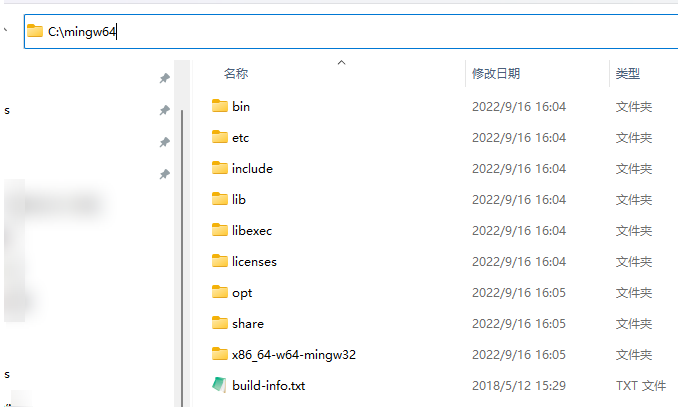 C:\mingw64
名称 修改日期 类型
bin 2022/9/16 16:04 文件夹
etc 2022/9/16 16:04 文件夹
s
include 2022/9/16 16:04 文件夹
lib 2022/9/16 16:04 文件夹
libexec 2022/9/16 16:04 文件夹
licenses 2022/9/16 16:04 文件夹
opt 2022/9/16 16:05 文件夹
share 2022/9/16 16:05 文件夹
x86_64-w64-mingw32 2022/9/16 16:05 文件夹
s
build-info.txt 2018/5/12 15:29 TXT 文件